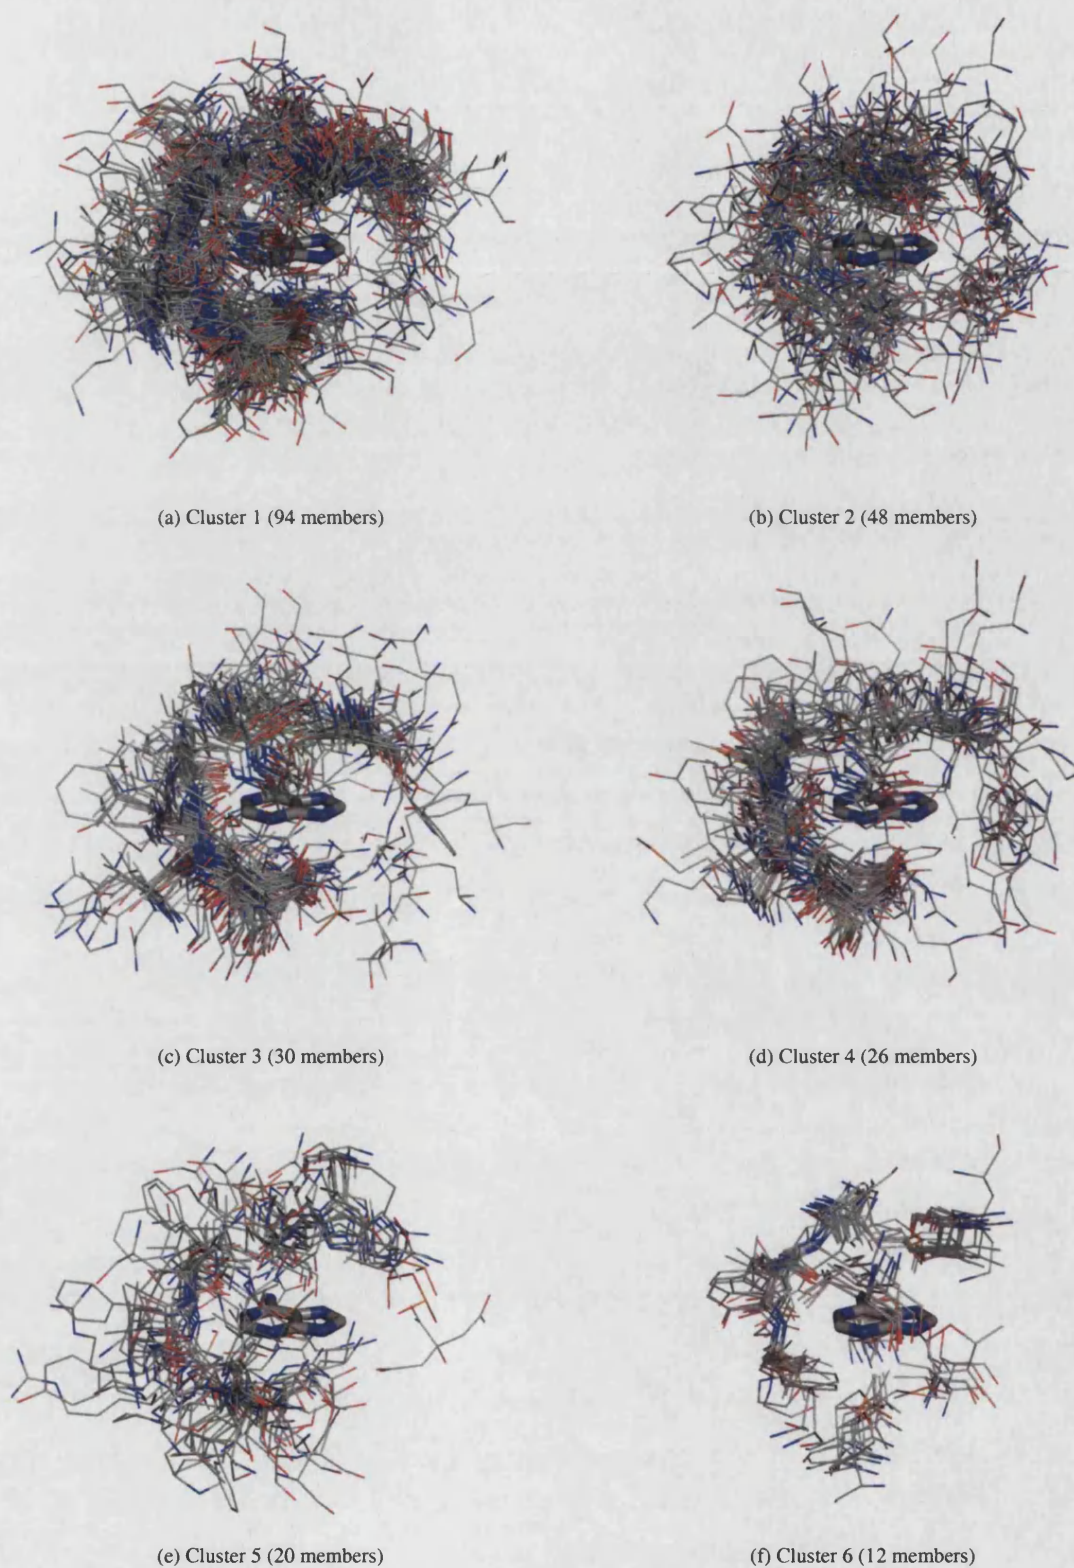 (a) Cluster 1 (94 members)
(b) Cluster 2 (48 members)
(c) Cluster 3 (30 members)
(d) Cluster 4 (26 members)
(e) Cluster 5 (20 members)
(f) Cluster 6 (12 members)